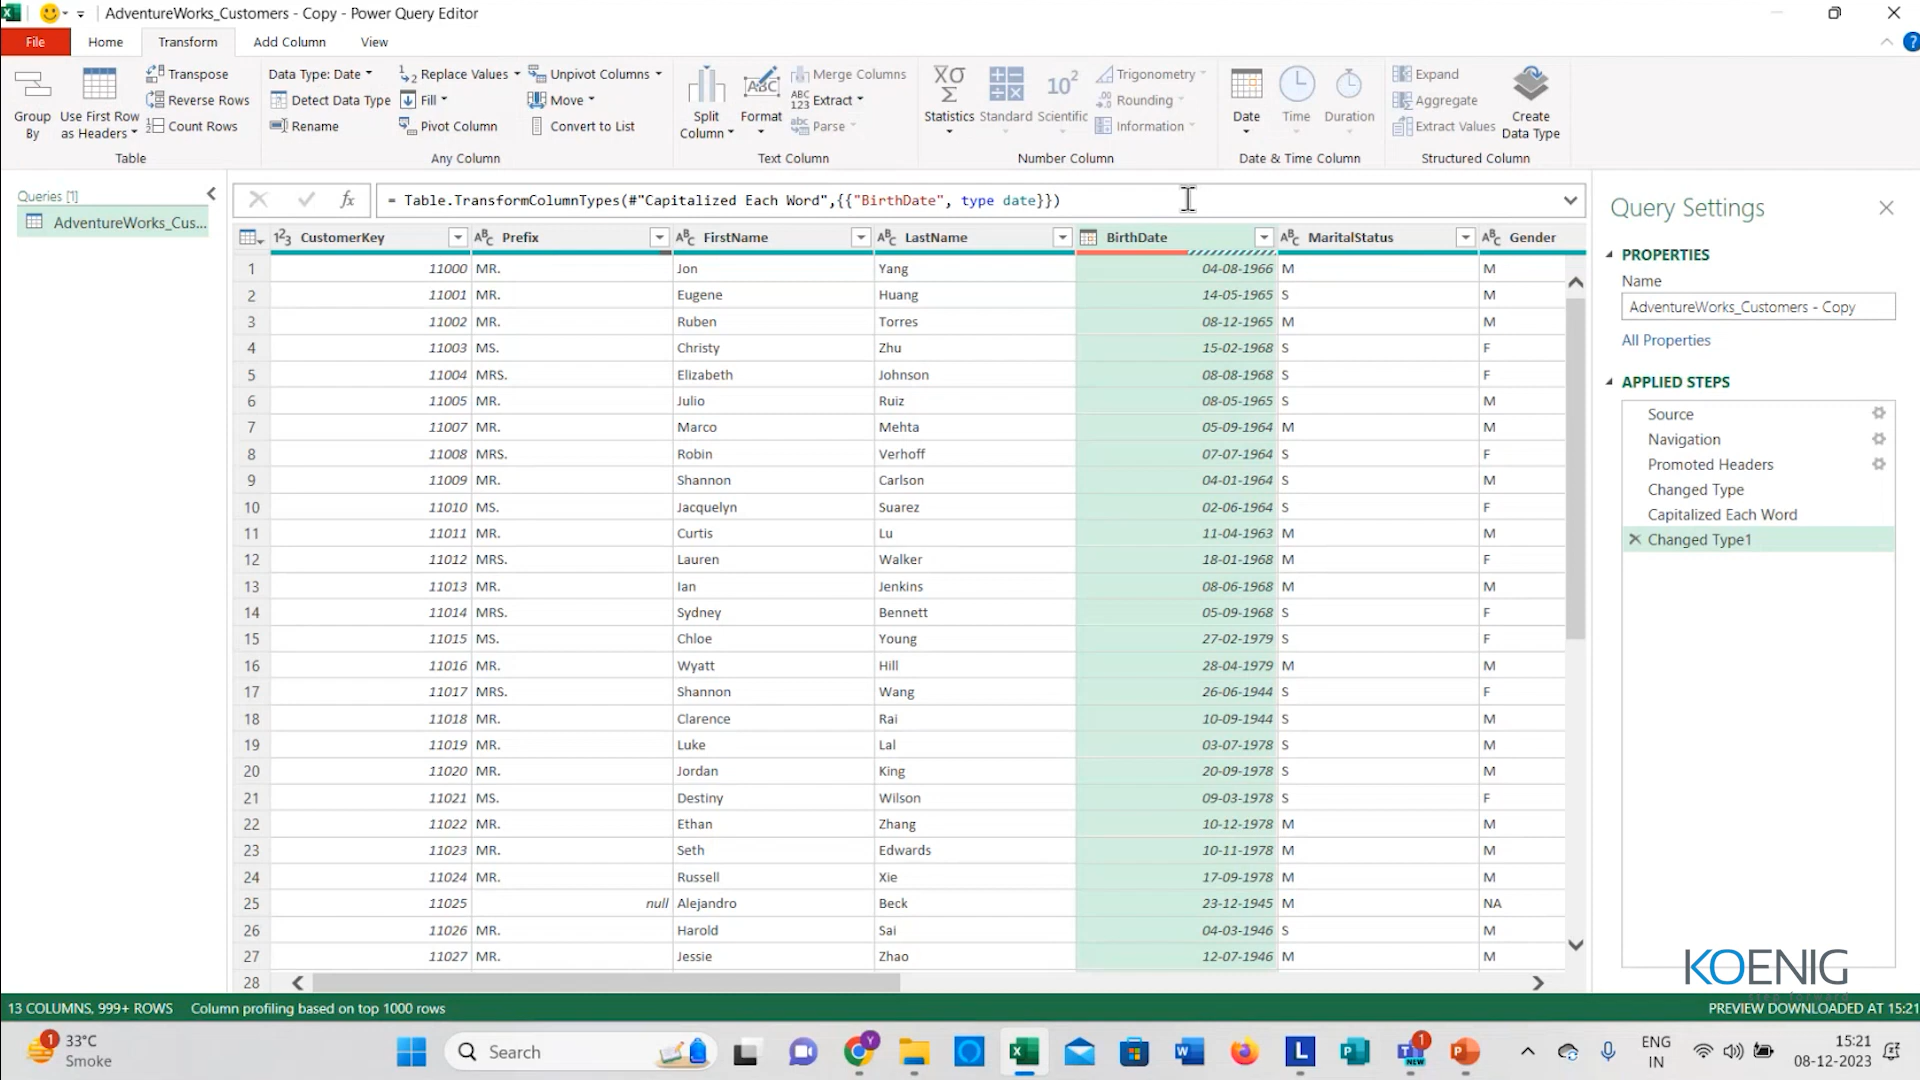 AdventureWorks_Customers - Copy - Power Query Editor
File Home Transform Add Column View
Group By
Use First Row as Headers
Transpose
Reverse Rows
Count Rows
Table
Data Type: Date
Detect Data Type
Rename
Replace Values
Fill
Pivot Column
Unpivot Columns
Move
Convert to List
Any Column
Split Column
Format
Merge Columns
Extract
Parse
Text Column
Statistics
Standard
Scientific
Trigonometry
Rounding
Information
Number Column
Date
Time
Duration
Date & Time Column
Expand
Aggregate
Extract Values
Create Data Type
Structured Column
Queries [1]
AdventureWorks_Cus...
fx = Table.TransformColumnTypes(#"Capitalized Each Word",{{"BirthDate", type date}})
CustomerKey Prefix FirstName LastName BirthDate MaritalStatus Gender
1 11000 MR. Jon Yang 04-08-1966 M M
2 11001 MR. Eugene Huang 14-05-1965 S M
3 11002 MR. Ruben Torres 08-12-1965 M M
4 11003 MS. Christy Zhu 15-02-1968 S F
5 11004 MRS. Elizabeth Johnson 08-08-1968 S F
6 11005 MR. Julio Ruiz 08-05-1965 S M
7 11007 MR. Marco Mehta 05-09-1964 M M
8 11008 MRS. Robin Verhoff 07-07-1964 S F
9 11009 MR. Shannon Carlson 04-01-1964 S M
10 11010 MS. Jacquelyn Suarez 02-06-1964 S F
11 11011 MR. Curtis Lu 11-04-1963 M M
12 11012 MRS. Lauren Walker 18-01-1968 M F
13 11013 MR. Ian Jenkins 08-06-1968 M M
14 11014 MRS. Sydney Bennett 05-09-1968 S F
15 11015 MS. Chloe Young 27-02-1979 S F
16 11016 MR. Wyatt Hill 28-04-1979 M M
17 11017 MRS. Shannon Wang 26-06-1944 S F
18 11018 MR. Clarence Rai 10-09-1944 S M
19 11019 MR. Luke Lal 03-07-1978 S M
20 11020 MR. Jordan King 20-09-1978 S M
21 11021 MS. Destiny Wilson 09-03-1978 S F
22 11022 MR. Ethan Zhang 10-12-1978 M M
23 11023 MR. Seth Edwards 10-11-1978 M M
24 11024 MR. Russell Xie 17-09-1978 M M
25 11025 null Alejandro Beck 23-12-1945 M NA
26 11026 MR. Harold Sai 04-03-1946 S M
27 11027 MR. Jessie Zhao 12-07-1946 M M
28
Query Settings
PROPERTIES
Name
AdventureWorks_Customers - Copy
All Properties
APPLIED STEPS
Source
Navigation
Promoted Headers
Changed Type
Capitalized Each Word
Changed Type1
KOENIG
13 COLUMNS, 999+ ROWS Column profiling based on top 1000 rows PREVIEW DOWNLOADED AT 15:21
33°C
Smoke
Search
ENG
IN
15:21
08-12-2023